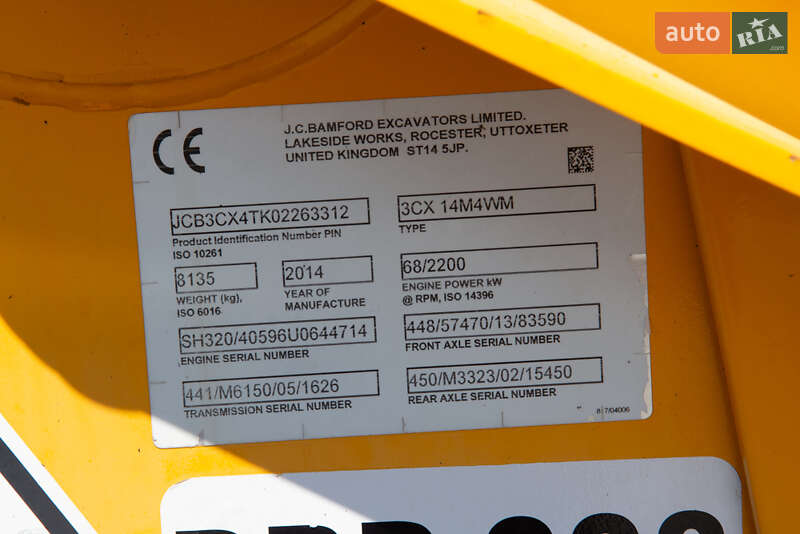 auto RIA .com
CE
J.C.BAMFORD EXCAVATORS LIMITED.
LAKESIDE WORKS, ROCESTER, UTTOXETER
UNITED KINGDOM ST14 5JP.
JCB3CX4TK02263312
Product Identification Number PIN
ISO 10261
3CX 14M4WM
TYPE
8135
WEIGHT (kg),
ISO 6016
2014
YEAR OF
MANUFACTURE
68/2200
ENGINE POWER kW
@ RPM, ISO 14396
SH320/40596U0644714
ENGINE SERIAL NUMBER
448/57470/13/83590
FRONT AXLE SERIAL NUMBER
441/M6150/05/1626
TRANSMISSION SERIAL NUMBER
450/M3323/02/15450
REAR AXLE SERIAL NUMBER
817/04006